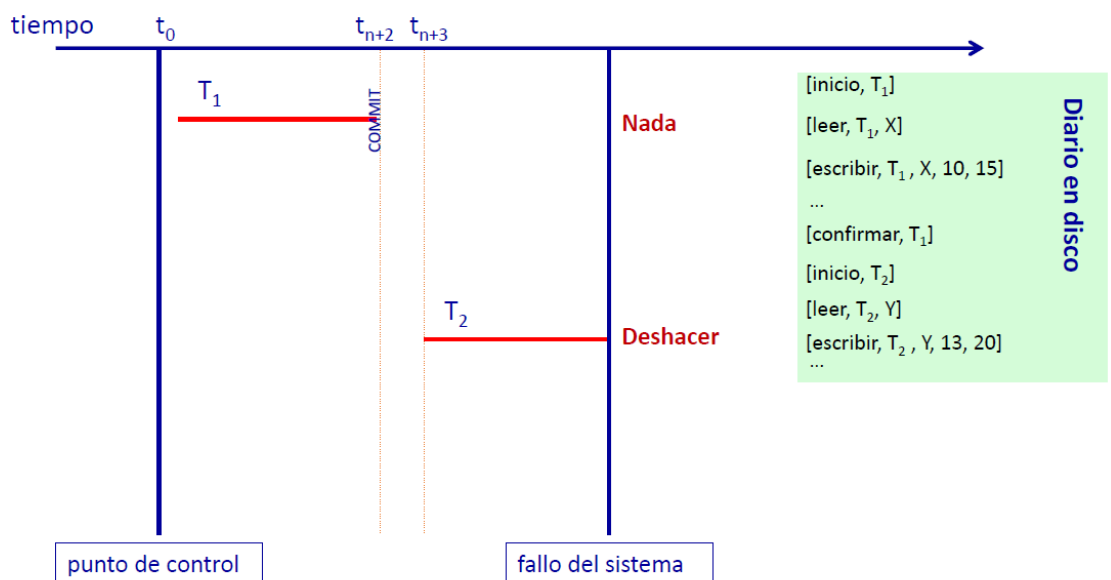 tiempo t0 tn+2 tn+3
T1
COMMIT
Nada
T2
Deshacer
[inicio, T1]
[leer, T1, X]
[escribir, T1 , X, 10, 15]
...
[confirmar, T1]
[inicio, T2]
[leer, T2, Y]
[escribir, T2 , Y, 13, 20]
...
Diario en disco
punto de control
fallo del sistema